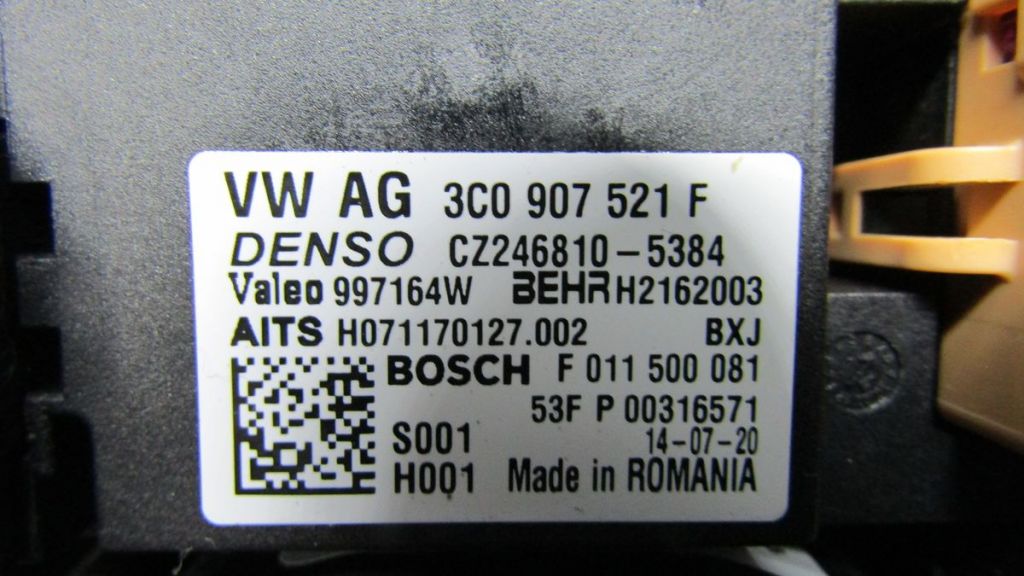 VW AG 3C0 907 521 F
DENSO CZ246810-5384
Valeo 997164W BEHR H2162003
AITS H071170127.002 BXJ
BOSCH F 011 500 081
53F P 00316571
S001 14-07-20
H001 Made in ROMANIA